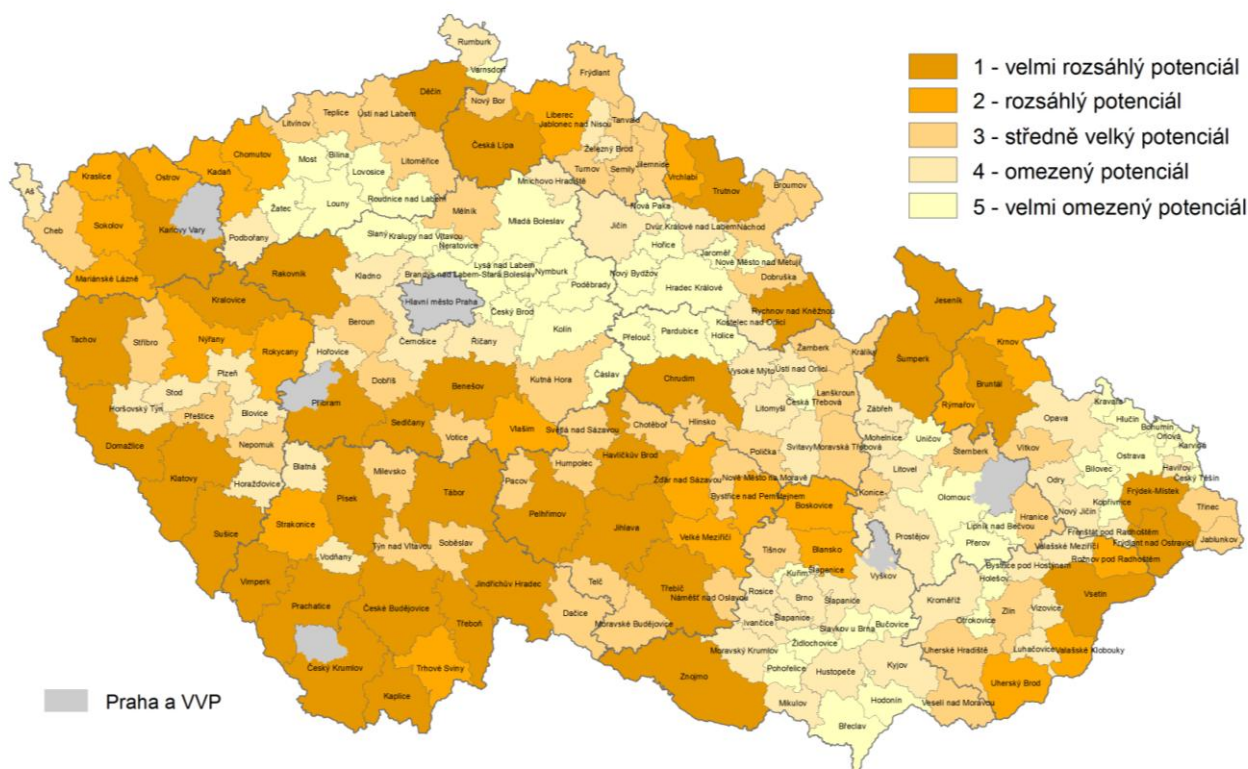 1 - velmi rozsáhlý potenciál
2 - rozsáhlý potenciál
3 - středně velký potenciál
4 - omezený potenciál
5 - velmi omezený potenciál
Praha a VVP
Rumburk
Varnsdorf
Děčín
Nový Bor
Frýdlant
Liberec
Jablonec nad Nisou
Tanvald
Železný Brod
Litvínov
Teplice
Ústí nad Labem
Česká Lípa
Turnov
Semily
Jilemnice
Vrchlabí
Trutnov
Broumov
Kraslice
Ostrov
Kadaň
Chomutov
Most
Bílina
Lovosice
Litoměřice
Mnichovo Hradiště
Nová Paka
Aš
Cheb
Sokolov
Karlovy Vary
Podbořany
Žatec
Louny
Roudnice nad Labem
Mělník
Mladá Boleslav
Jičín
Dvůr Králové nad Labem
Náchod
Hořice
Jaroměř
Nové Město nad Metují
Mariánské Lázně
Rakovník
Slaný
Kralupy nad Vltavou
Neratovice
Lysá nad Labem
Brandýs nad Labem-Stará Boleslav
Nymburk
Poděbrady
Nový Bydžov
Hradec Králové
Dobruška
Kladno
Hlavní město Praha
Český Brod
Kolín
Rychnov nad Kněžnou
Kostelec nad Orlicí
Kralovice
Tachov
Stříbro
Nýřany
Rokycany
Beroun
Hořovice
Černošice
Říčany
Přelouč
Pardubice
Holice
Žamberk
Králíky
Jeseník
Plzeň
Stod
Horšovský Týn
Přeštice
Blovice
Příbram
Dobříš
Benešov
Kutná Hora
Čáslav
Chrudim
Vysoké Mýto
Ústí nad Orlicí
Česká Třebová
Lanškroun
Šumperk
Krnov
Bruntál
Rýmařov
Domažlice
Klatovy
Nepomuk
Horažďovice
Sedlčany
Votice
Vlašim
Světlá nad Sázavou
Chotěboř
Hlinsko
Litomyšl
Svitavy
Moravská Třebová
Polička
Zábřeh
Mohelnice
Uničov
Šternberk
Litovel
Opava
Vítkov
Kravaře
Hlučín
Bohumín
Orlová
Karviná
Ostrava
Havířov
Český Těšín
Bílovec
Blatná
Milevsko
Písek
Tábor
Pacov
Humpolec
Havlíčkův Brod
Pelhřimov
Jihlava
Žďár nad Sázavou
Nové Město na Moravě
Bystřice nad Pernštejnem
Boskovice
Konice
Olomouc
Odry
Nový Jičín
Kopřivnice
Frýdek-Místek
Třinec
Jablunkov
Sušice
Strakonice
Vodňany
Týn nad Vltavou
Soběslav
Velké Meziříčí
Tišnov
Blansko
Prostějov
Lipník nad Bečvou
Přerov
Hranice
Frenštát pod Radhoštěm
Frýdlant nad Ostravicí
Valašské Meziříčí
Rožnov pod Radhoštěm
Bystřice pod Hostýnem
Vimperk
Prachatice
České Budějovice
Třeboň
Jindřichův Hradec
Telč
Dačice
Třebíč
Náměšť nad Oslavou
Moravské Budějovice
Kuřim
Šlapanice
Rosice
Brno
Šlapanice
Šlapanice
Ivančice
Vyškov
Slavkov u Brna
Bučovice
Kroměříž
Holešov
Zlín
Otrokovice
Vizovice
Vsetín
Luhačovice
Valašské Klobouky
Český Krumlov
Kaplice
Trhové Sviny
Znojmo
Moravský Krumlov
Židlochovice
Pohořelice
Hustopeče
Kyjov
Uherské Hradiště
Uherský Brod
Veselí nad Moravou
Mikulov
Hodonín
Břeclav